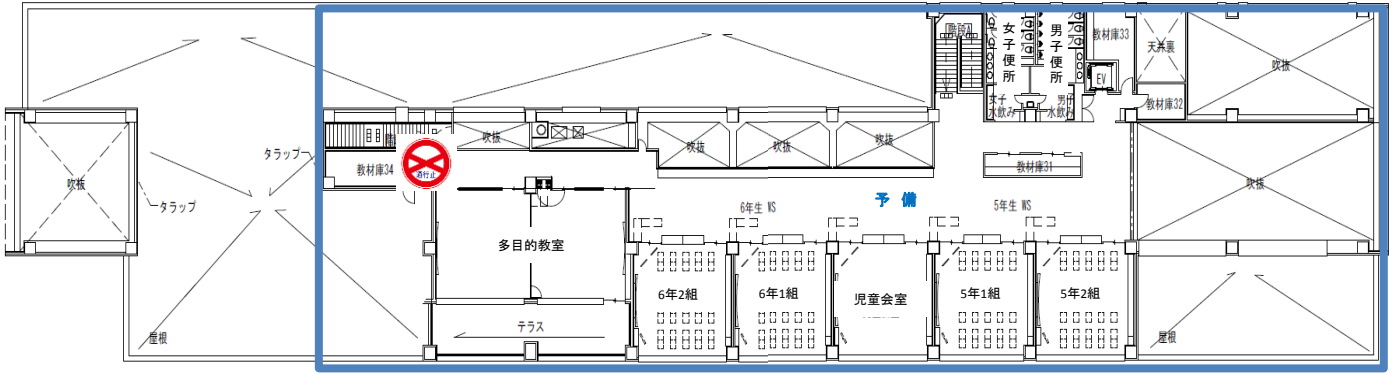 階段A
女子便所
男子便所
教材庫33
天井裏
吹抜
EV
女子
水飲み
男子
水飲み
教材庫32
吹抜
タラップ
タラップ
教材庫34
通行止
吹抜
吹抜
吹抜
吹抜
教材庫31
吹抜
6年生 WS
予 備
5年生 WS
多目的教室
6年2組
6年1組
児童会室
5年1組
5年2組
テラス
屋根
屋根